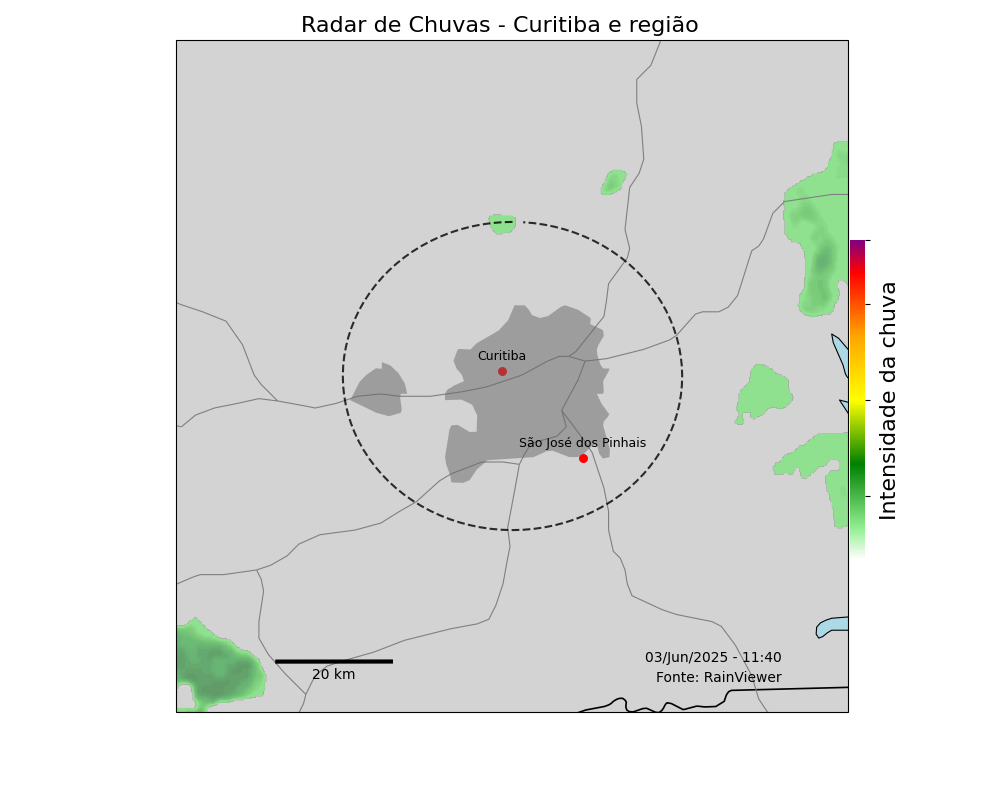 Radar de Chuvas - Curitiba e região
Curitiba
São José dos Pinhais
Intensidade da chuva
03/Jun/2025 - 11:40
Fonte: RainViewer
20 km